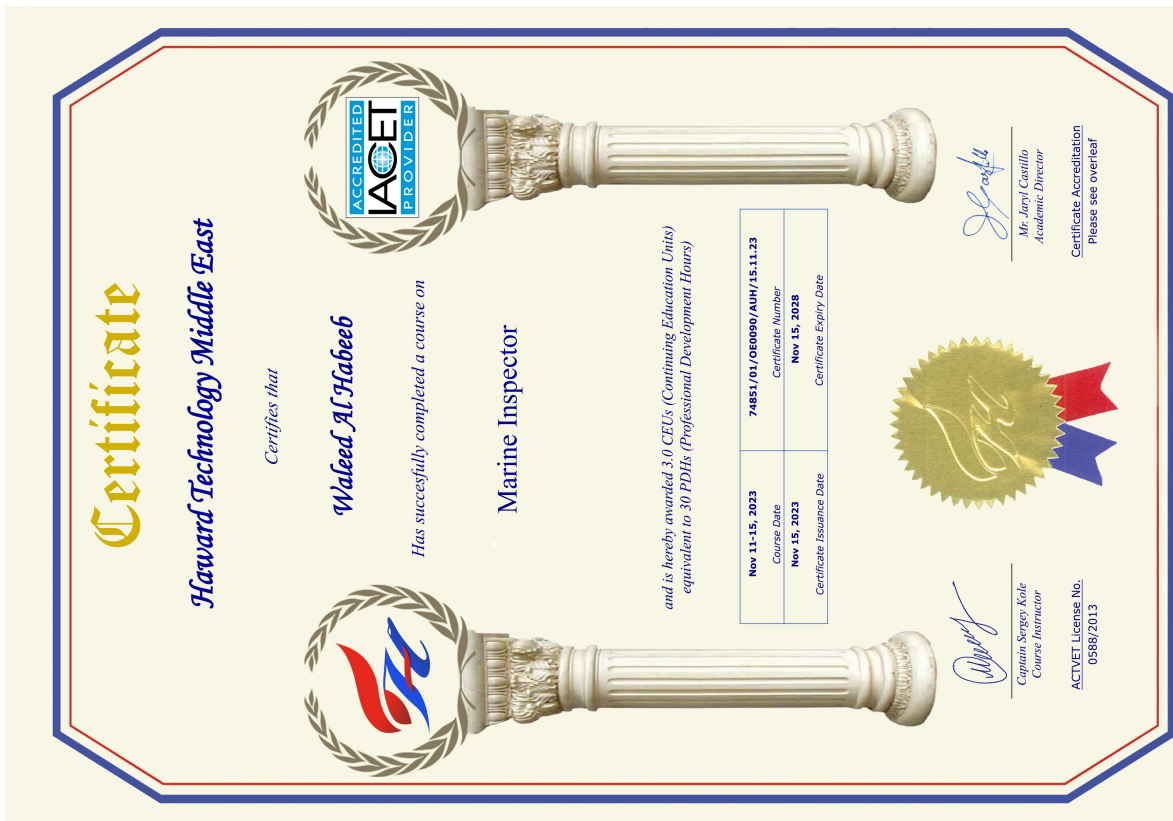 Certificate
Haward Technology Middle East
ACCREDITED
IACET
PROVIDER
Certifies that
Waleed Al Habeeb
Has succesfully completed a course on
Marine Inspector
and is hereby awarded 3.0 CEUs (Continuing Education Units)
equivalent to 30 PDHs (Professional Development Hours)
Nov 11-15, 2023
Course Date
74851/01/OE0090/AUH/15.11.23
Certificate Number
Nov 15, 2023
Certificate Issuance Date
Nov 15, 2028
Certificate Expiry Date
Captain Sergey Kole
Course Instructor
Mr. Jaryl Castillo
Academic Director
ACTVET License No.
0588/2013
Certificate Accreditation
Please see overleaf